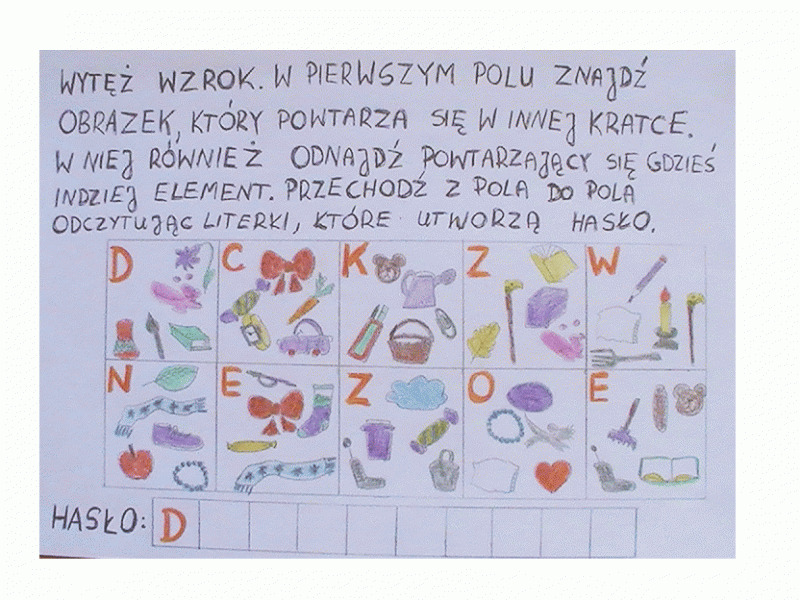 WYTĘŻ WZROK. W PIERWSZYM POLU ZNAJDŹ
OBRAZEK, KTÓRY POWTARZA SIĘ W INNEJ KRATCE.
W NIEJ RÓWNIEŻ ODNAJDŹ POWTARZAJĄCY SIĘ GDZIEŚ
INDZIEJ ELEMENT. PRZECHODŹ Z POLA DO POLA
ODCZYTUJĄC LITERKI, KTÓRE UTWORZĄ HASŁO.
D C K Z W
N E Z O E
HASŁO: D